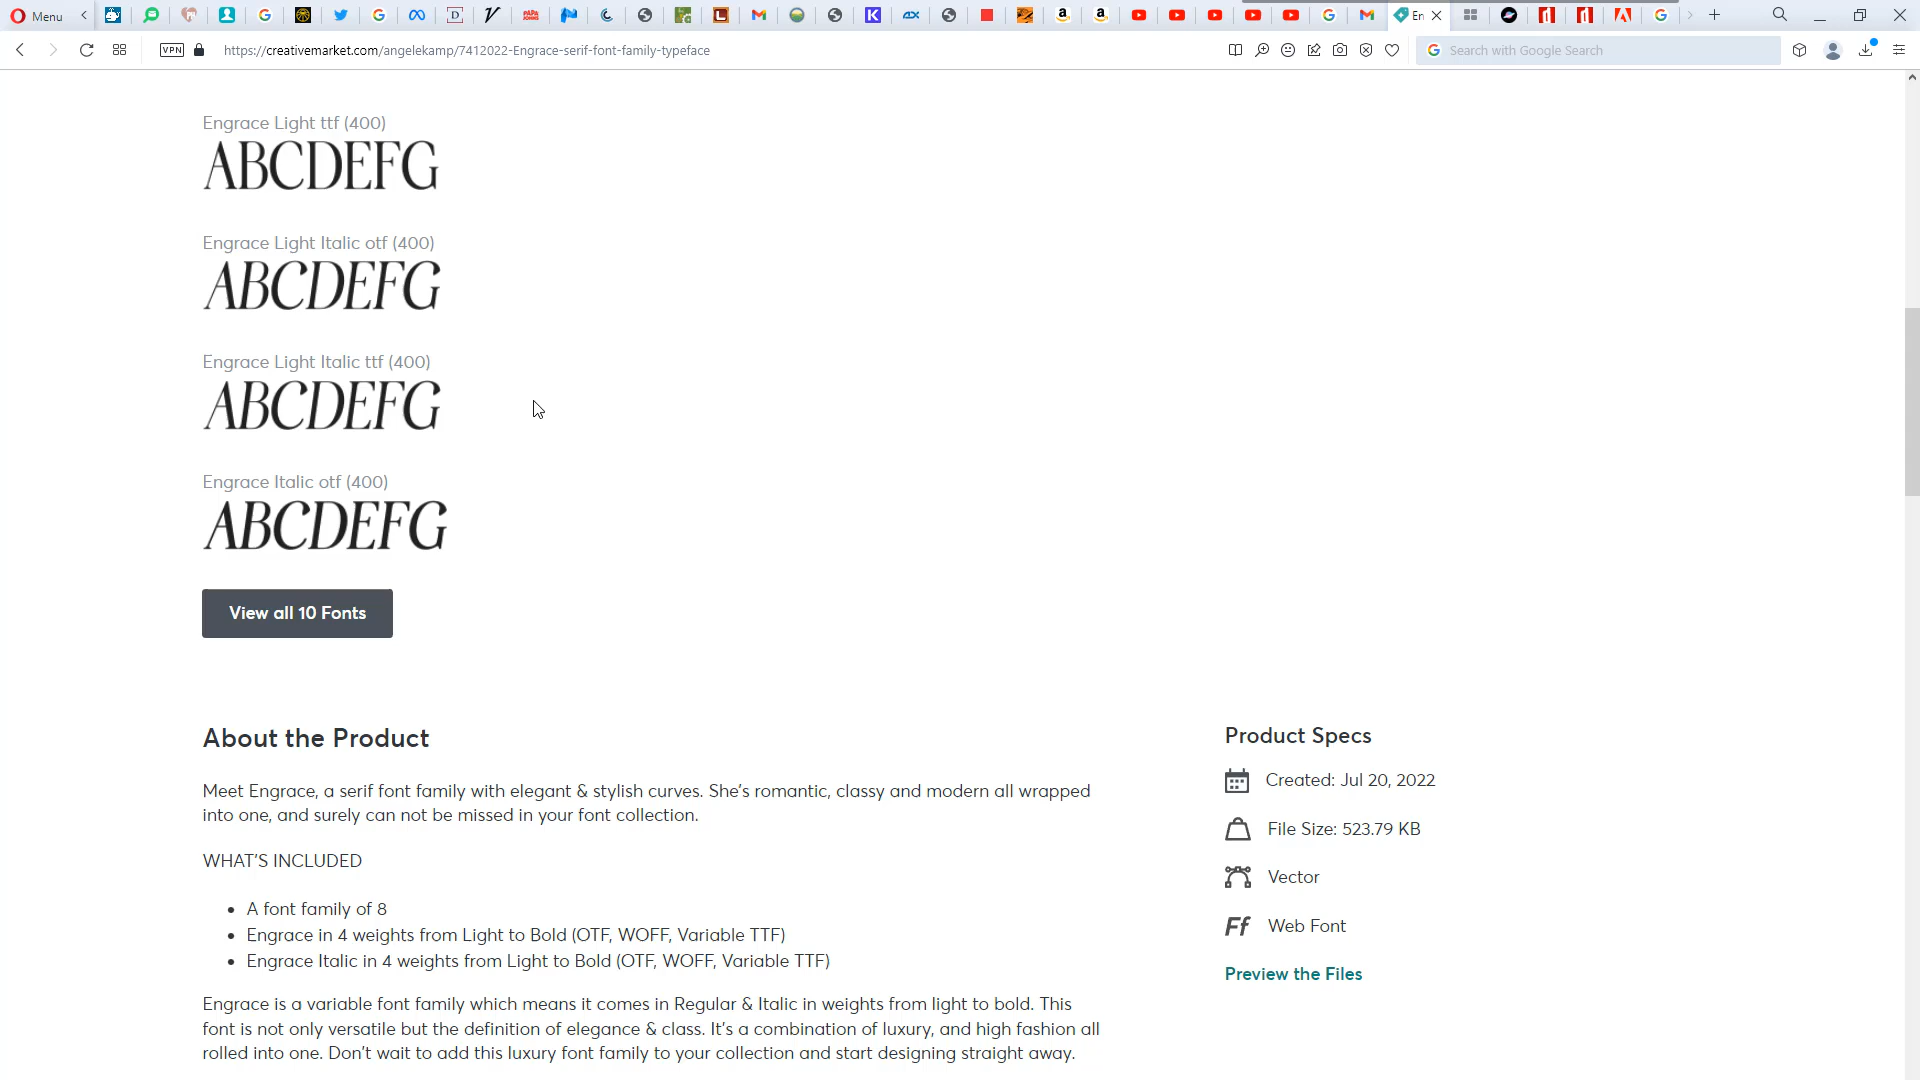 Menu
En
VPN
https://creativemarket.com/angelekamp/7412022-Engrace-serif-font-family-typeface
Search with Google Search
Engrace Light ttf (400)
ABCDEFG
Engrace Light Italic otf (400)
ABCDEFG
Engrace Light Italic ttf (400)
ABCDEFG
Engrace Italic otf (400)
ABCDEFG
View all 10 Fonts
About the Product
Meet Engrace, a serif font family with elegant & stylish curves. She's romantic, classy and modern all wrapped
into one, and surely can not be missed in your font collection.
WHAT'S INCLUDED
• A font family of 8
• Engrace in 4 weights from Light to Bold (OTF, WOFF, Variable TTF)
• Engrace Italic in 4 weights from Light to Bold (OTF, WOFF, Variable TTF)
Engrace is a variable font family which means it comes in Regular & Italic in weights from light to bold. This
font is not only versatile but the definition of elegance & class. It's a combination of luxury, and high fashion all
rolled into one. Don't wait to add this luxury font family to your collection and start designing straight away.
Product Specs
Created: Jul 20, 2022
File Size: 523.79 KB
Vector
Ff Web Font
Preview the Files